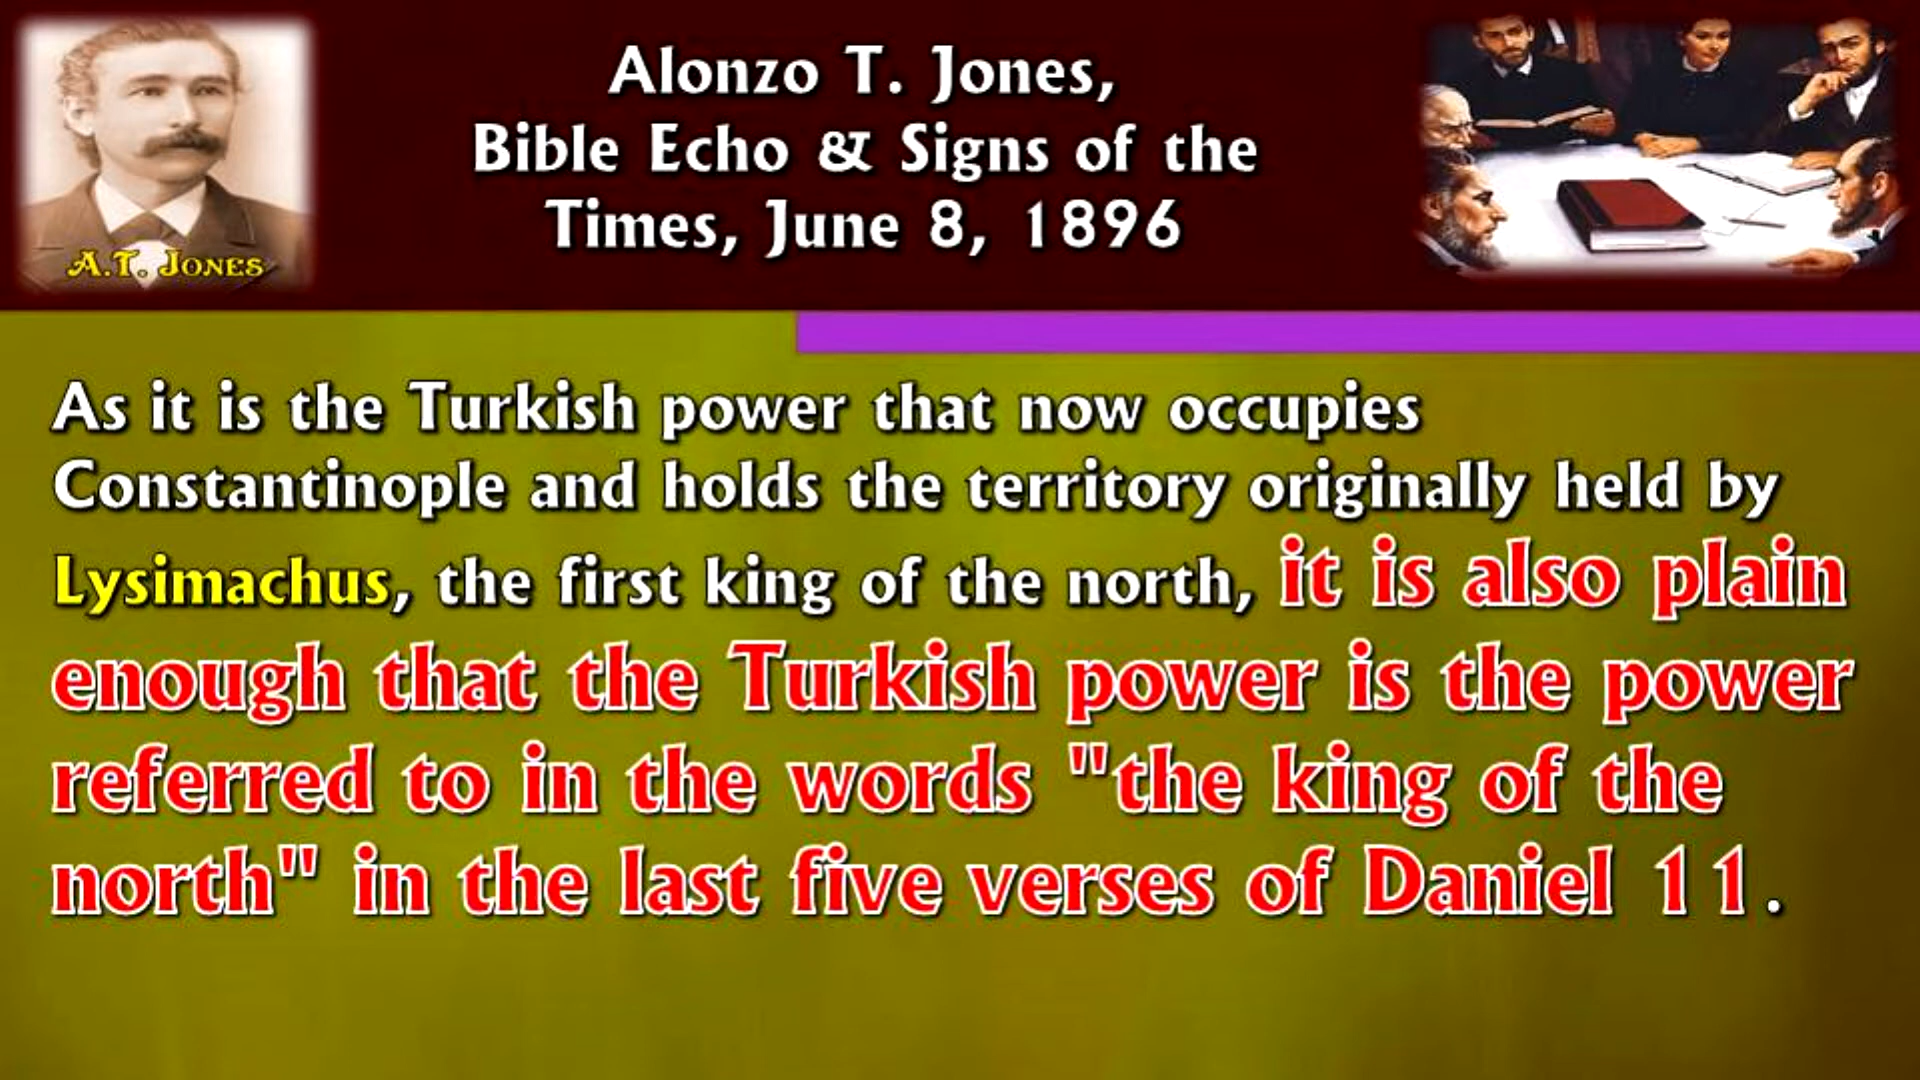 A.T. JONES
Alonzo T. Jones,
Bible Echo & Signs of the
Times, June 8, 1896
As it is the Turkish power that now occupies
Constantinople and holds the territory originally held by
Lysimachus, the first king of the north, it is also plain
enough that the Turkish power is the power
referred to in the words "the king of the
north" in the last five verses of Daniel 11.